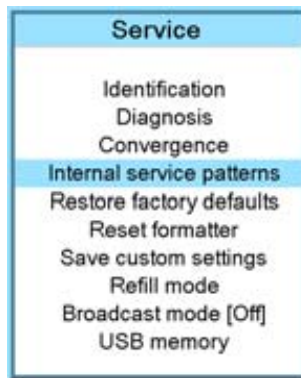 Service
Identification
Diagnosis
Convergence
Internal service patterns
Restore factory defaults
Reset formatter
Save custom settings
Refill mode
Broadcast mode [Off]
USB memory